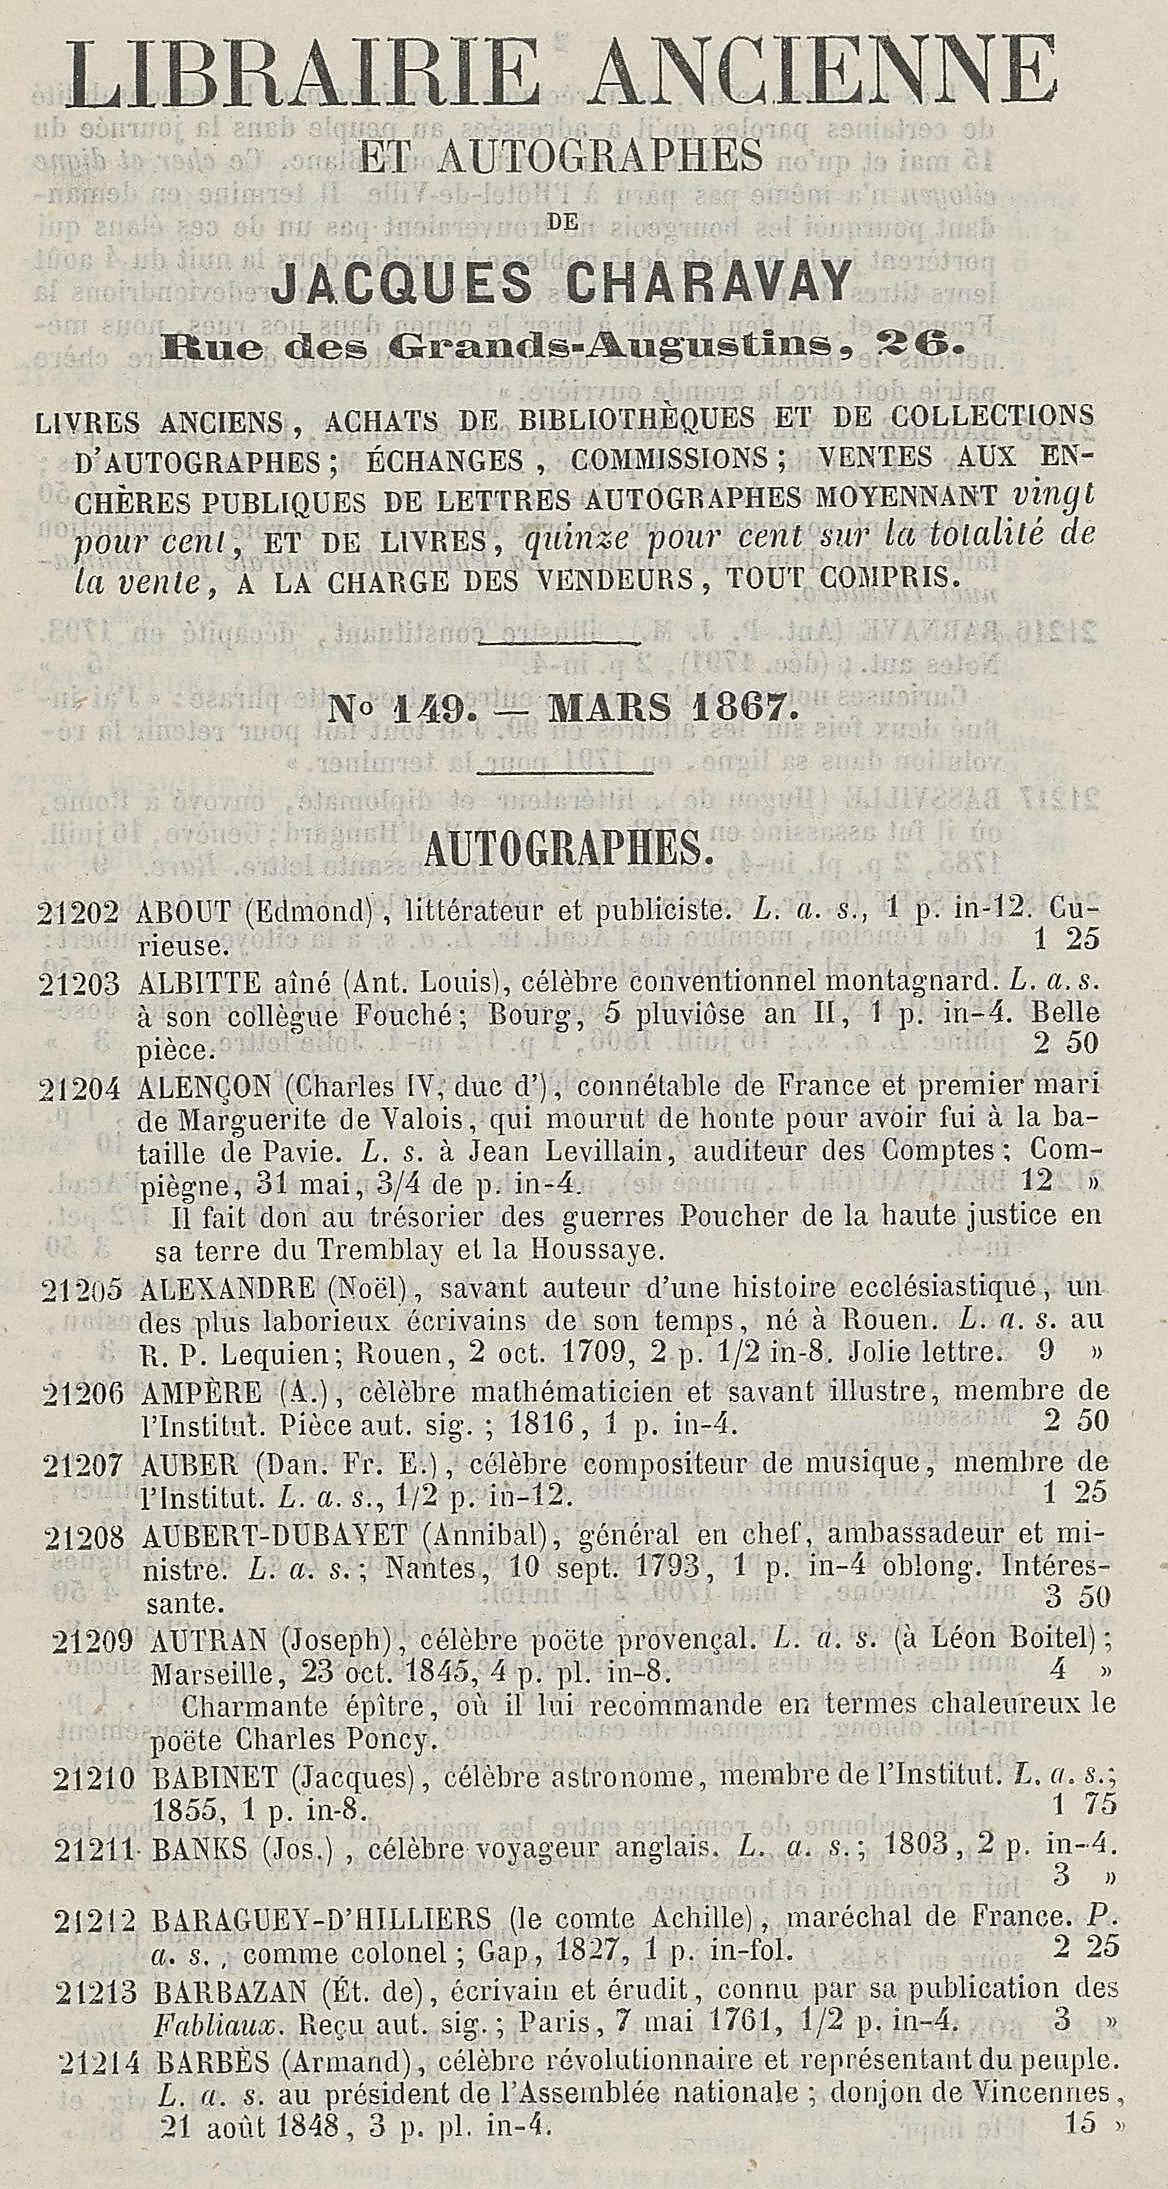 LIBRAIRIE ANCIENNE
ET AUTOGRAPHES
DE
JACQUES CHARAVAY
Rue des Grands-Augustins, 26.
LIVRES ANCIENS, ACHATS DE BIBLIOTHÈQUES ET DE COLLECTIONS
D'AUTOGRAPHES; ÉCHANGES, COMMISSIONS; VENTES AUX EN-
CHÈRES PUBLIQUES DE LETTRES AUTOGRAPHES MOYENNANT vingt
pour cent, ET DE LIVRES, quinze pour cent sur la totalité de
la vente, A LA CHARGE DES VENDEURS, TOUT COMPRIS.
No 149. — MARS 1867.
AUTOGRAPHES.
21202 ABOUT (Edmond), littérateur et publiciste. L. a. s., 1 p. in-12. Cu-
rieuse. 1 25
21203 ALBITTE aîné (Ant. Louis), célèbre conventionnel montagnard. L. a. s.
à son collègue Fouché; Bourg, 5 pluviôse an II, 1 p. in-4. Belle
pièce. 2 50
21204 ALENÇON (Charles IV, duc d'), connétable de France et premier mari
de Marguerite de Valois, qui mourut de honte pour avoir fui à la ba-
taille de Pavie. L. s. à Jean Levillain, auditeur des Comptes; Com-
piègne, 31 mai, 3/4 de p. in-4. 12 »
Il fait don au trésorier des guerres Poucher de la haute justice en
sa terre du Tremblay et la Houssaye.
21205 ALEXANDRE (Noël), savant auteur d'une histoire ecclésiastique, un
des plus laborieux écrivains de son temps, né à Rouen. L. a. s. au
R. P. Lequien; Rouen, 2 oct. 1709, 2 p. 1/2 in-8. Jolie lettre. 9 »
21206 AMPÈRE (A.), cèlèbre mathématicien et savant illustre, membre de
l'Institut. Pièce aut. sig.; 1816, 1 p. in-4. 2 50
21207 AUBER (Dan. Fr. E.), célèbre compositeur de musique, membre de
l'Institut. L. a. s., 1/2 p. in-12. 1 25
21208 AUBERT-DUBAYET (Annibal), général en chef, ambassadeur et mi-
nistre. L. a. s.; Nantes, 10 sept. 1793, 1 p. in-4 oblong. Intéres-
sante. 3 50
21209 AUTRAN (Joseph), célèbre poëte provençal. L. a. s. (à Léon Boitel);
Marseille, 23 oct. 1845, 4 p. pl. in-8. 4 »
Charmante épître, où il lui recommande en termes chaleureux le
poëte Charles Poncy.
21210 BABINET (Jacques), célèbre astronome, membre de l'Institut. L. a. s.;
1855, 1 p. in-8. 1 75
21211 BANKS (Jos.), célèbre voyageur anglais. L. a. s.; 1803, 2 p. in-4.
3 »
21212 BARAGUEY-D'HILLIERS (le comte Achille), maréchal de France. P.
a. s., comme colonel; Gap, 1827, 1 p. in-fol. 2 25
21213 BARBAZAN (Ét. de), écrivain et érudit, connu par sa publication des
Fabliaux. Reçu aut. sig.; Paris, 7 mai 1761, 1/2 p. in-4. 3 »
21214 BARBÈS (Armand), célèbre révolutionnaire et représentant du peuple.
L. a. s. au président de l'Assemblée nationale; donjon de Vincennes,
21 août 1848, 3 p. pl. in-4. 15 »